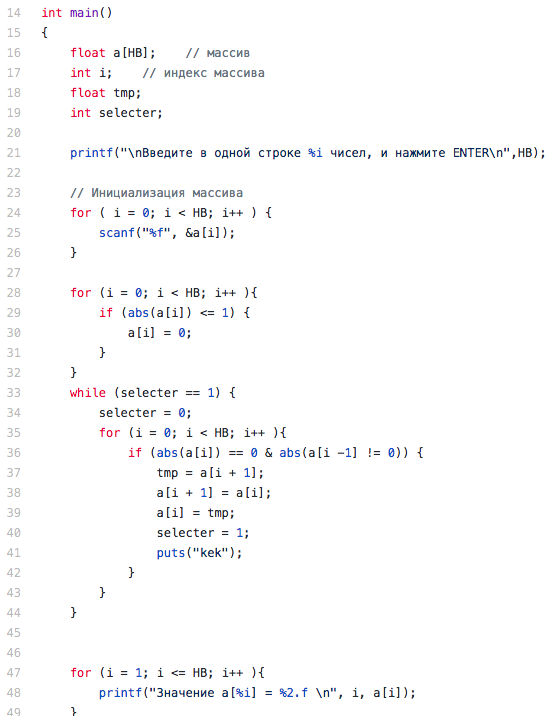 14 int main()
15 {
16     float a[HB];    // массив
17     int i;    // индекс массива
18     float tmp;
19     int selecter;
20
21     printf("\nВведите в одной строке %i чисел, и нажмите ENTER\n",HB);
22
23     // Инициализация массива
24     for ( i = 0; i < HB; i++ ) {
25         scanf("%f", &a[i]);
26     }
27
28     for (i = 0; i < HB; i++ ){
29         if (abs(a[i]) <= 1) {
30             a[i] = 0;
31         }
32     }
33     while (selecter == 1) {
34         selecter = 0;
35         for (i = 0; i < HB; i++ ){
36             if (abs(a[i]) == 0 & abs(a[i -1] != 0)) {
37                 tmp = a[i + 1];
38                 a[i + 1] = a[i];
39                 a[i] = tmp;
40                 selecter = 1;
41                 puts("kek");
42             }
43         }
44     }
45
46
47     for (i = 1; i <= HB; i++ ){
48         printf("Значение a[%i] = %2.f \n", i, a[i]);
49     }